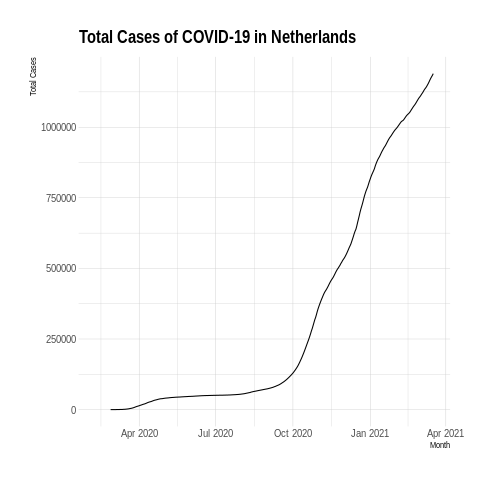 Total Cases of COVID-19 in Netherlands
Total Cases
1000000
750000
500000
250000
0
Apr 2020 Jul 2020 Oct 2020 Jan 2021 Apr 2021
Month